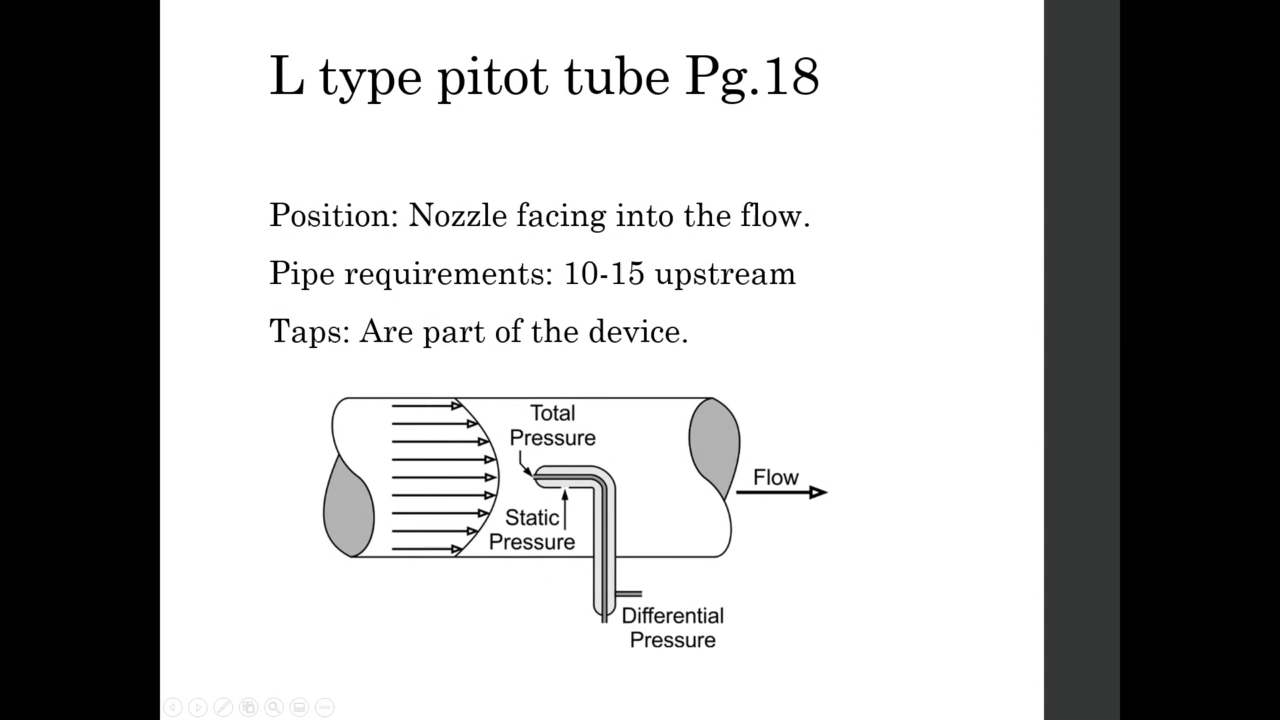 L type pitot tube Pg.18
Position: Nozzle facing into the flow.
Pipe requirements: 10-15 upstream
Taps: Are part of the device.
Total
Pressure
Flow
Static
Pressure
Differential
Pressure